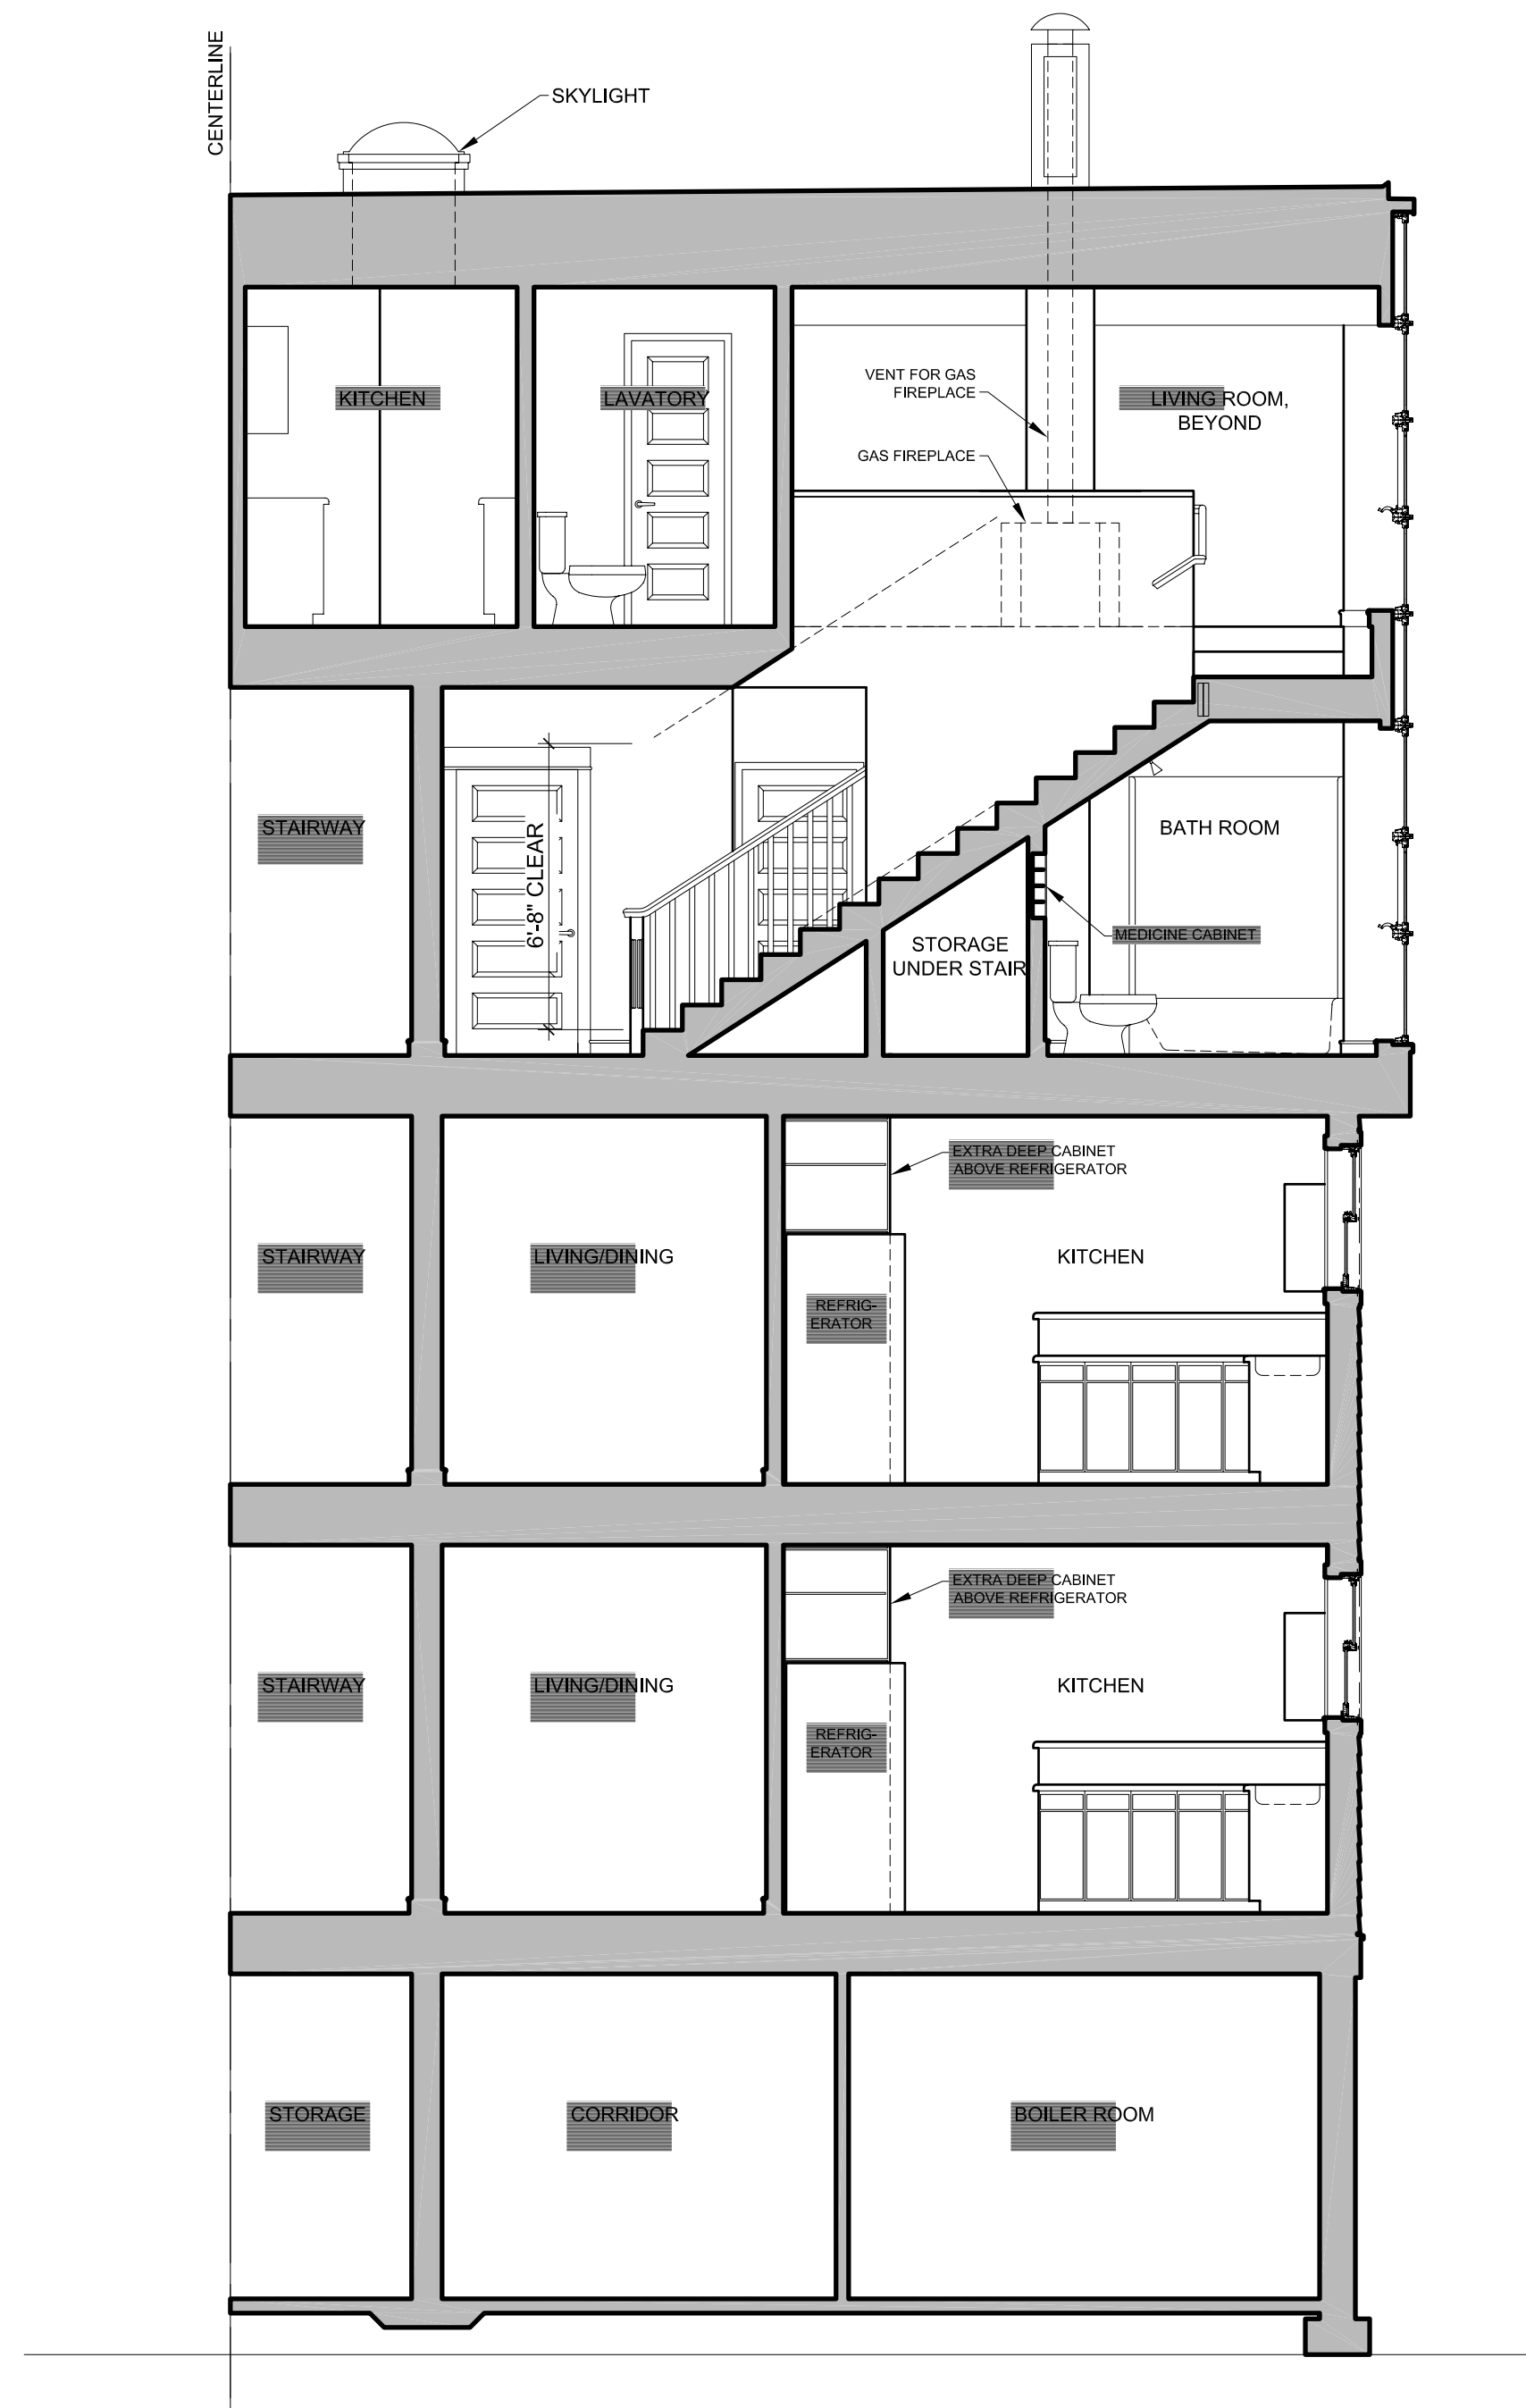 CENTERLINE
SKYLIGHT
KITCHEN
LAVATORY
VENT FOR GAS
FIREPLACE
LIVING ROOM,
BEYOND
GAS FIREPLACE
STAIRWAY
6'-8" CLEAR
BATH ROOM
STORAGE
UNDER STAIR
MEDICINE CABINET
EXTRA DEEP CABINET
ABOVE REFRIGERATOR
STAIRWAY
LIVING/DINING
KITCHEN
REFRIG-
ERATOR
EXTRA DEEP CABINET
ABOVE REFRIGERATOR
STAIRWAY
LIVING/DINING
KITCHEN
REFRIG-
ERATOR
STORAGE
CORRIDOR
BOILER ROOM